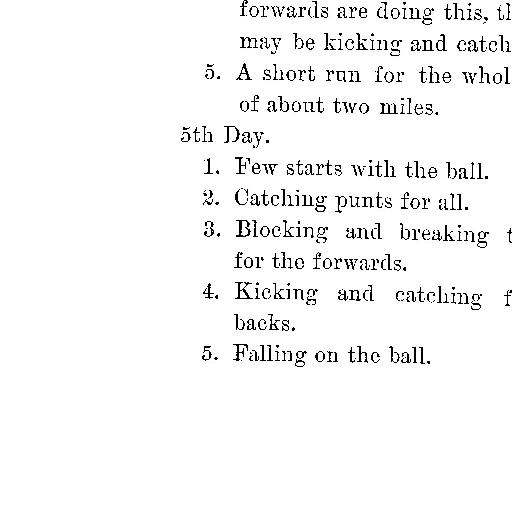 forwards are doing this, th
may be kicking and catch
5. A short run for the whol
of about two miles.
5th Day.
1. Few starts with the ball.
2. Catching punts for all.
3. Blocking and breaking t
for the forwards.
4. Kicking and catching f
backs.
5. Falling on the ball.